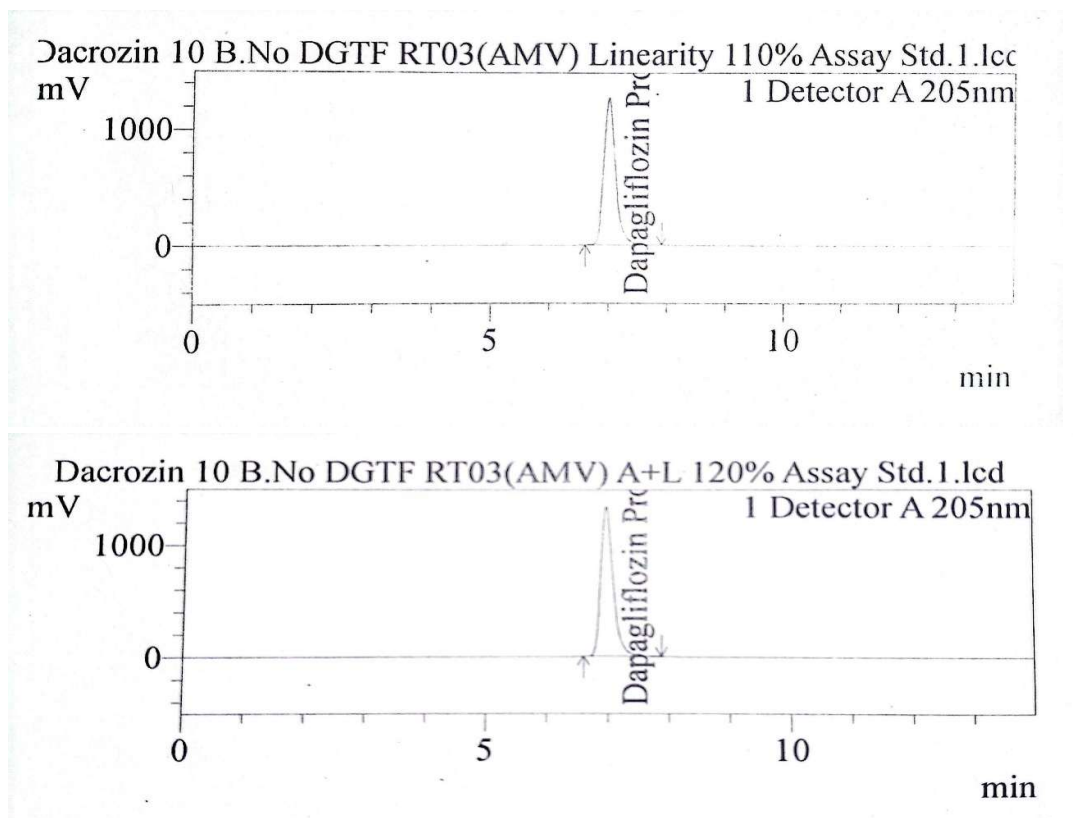 Dacrozin 10 B.No DGTF RT03(AMV) Linearity 110% Assay Std.1.lcd
mV
1 Detector A 205nm
Dapagliflozin Pro
1000
0
0 5 10
min
Dacrozin 10 B.No DGTF RT03(AMV) A+L 120% Assay Std.1.lcd
mV
1 Detector A 205nm
Dapagliflozin Pro
1000
0
0 5 10
min